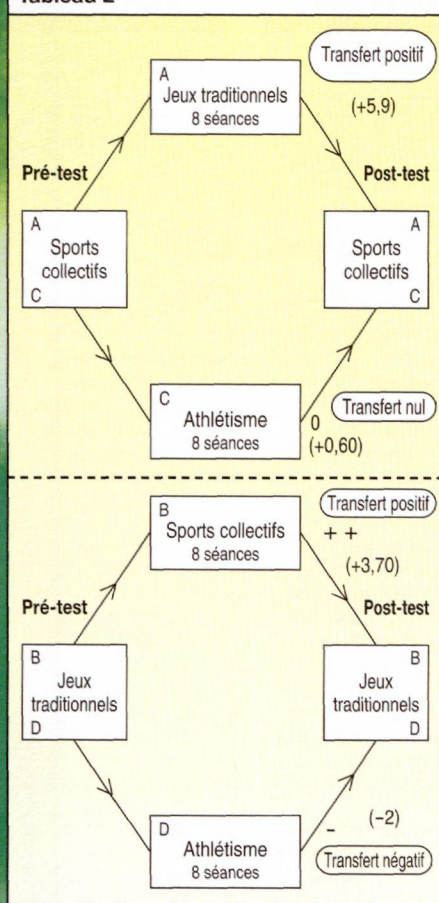 Tableau 2
Transfert positif
A
Jeux traditionnels
8 séances
(+5,9)
Pré-test
Post-test
A
Sports
collectifs
C
A
Sports
collectifs
C
C
Athlétisme
8 séances
0
Transfert nul
(+0,60)
B
Sports collectifs
8 séances
Transfert positif
+ +
(+3,70)
Pré-test
Post-test
B
Jeux
traditionnels
D
B
Jeux
traditionnels
D
D
Athlétisme
8 séances
-
(-2)
Transfert négatif